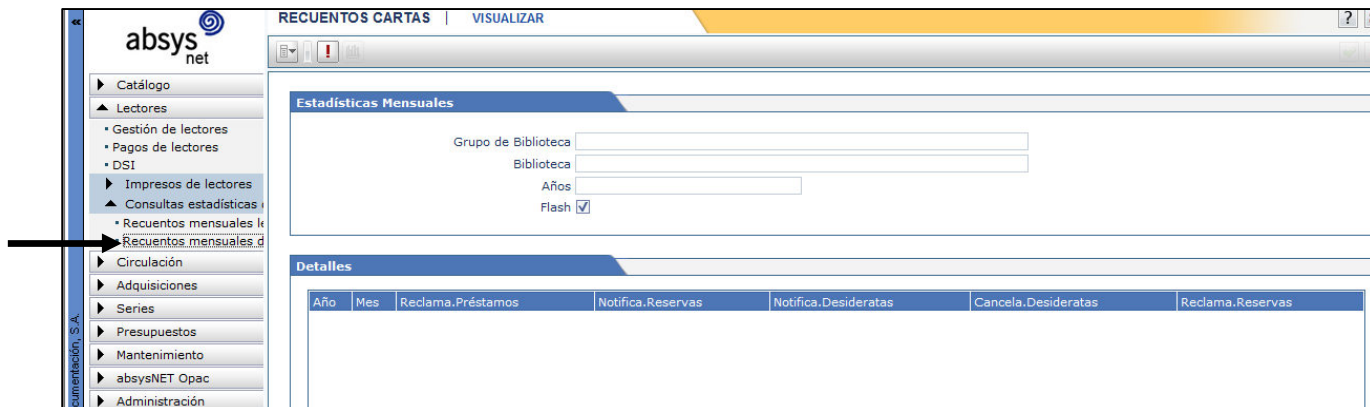 «
absys
net
RECUENTOS CARTAS | VISUALIZAR
?
!
Catálogo
Lectores
Gestión de lectores
Pagos de lectores
DSI
Impresos de lectores
Consultas estadísticas
Recuentos mensuales
Recuentos mensuales
Circulación
Adquisiciones
Series
Presupuestos
Mantenimiento
absysNET Opac
Administración
S.A.
Estadísticas Mensuales
Grupo de Biblioteca
Biblioteca
Años
Flash
Detalles
Año Mes Reclama.Préstamos Notifica.Reservas Notifica.Desideratas Cancela.Desideratas Reclama.Reservas